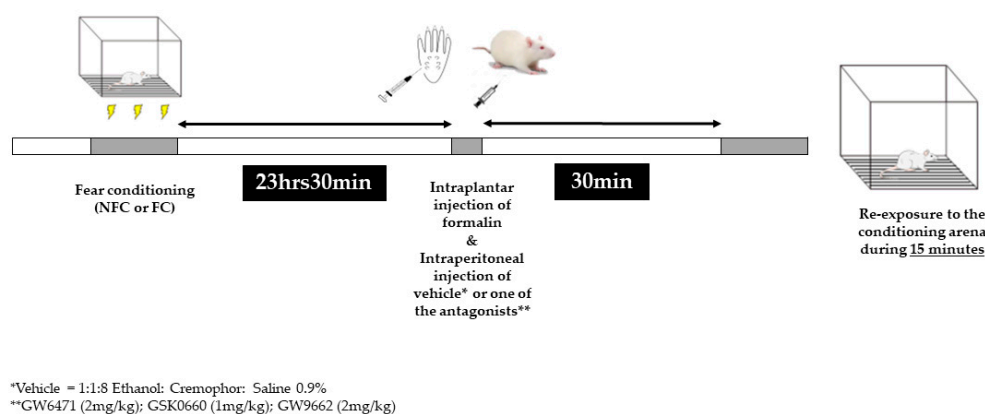 Fear conditioning
(NFC or FC)
23hrs30min
Intraplantar
injection of
formalin
&
Intraperitoneal
injection of
vehicle* or one of
the antagonists**
30min
Re-exposure to the
conditioning arena
during 15 minutes
*Vehicle = 1:1:8 Ethanol: Cremophor: Saline 0.9%
**GW6471 (2mg/kg); GSK0660 (1mg/kg); GW9662 (2mg/kg)